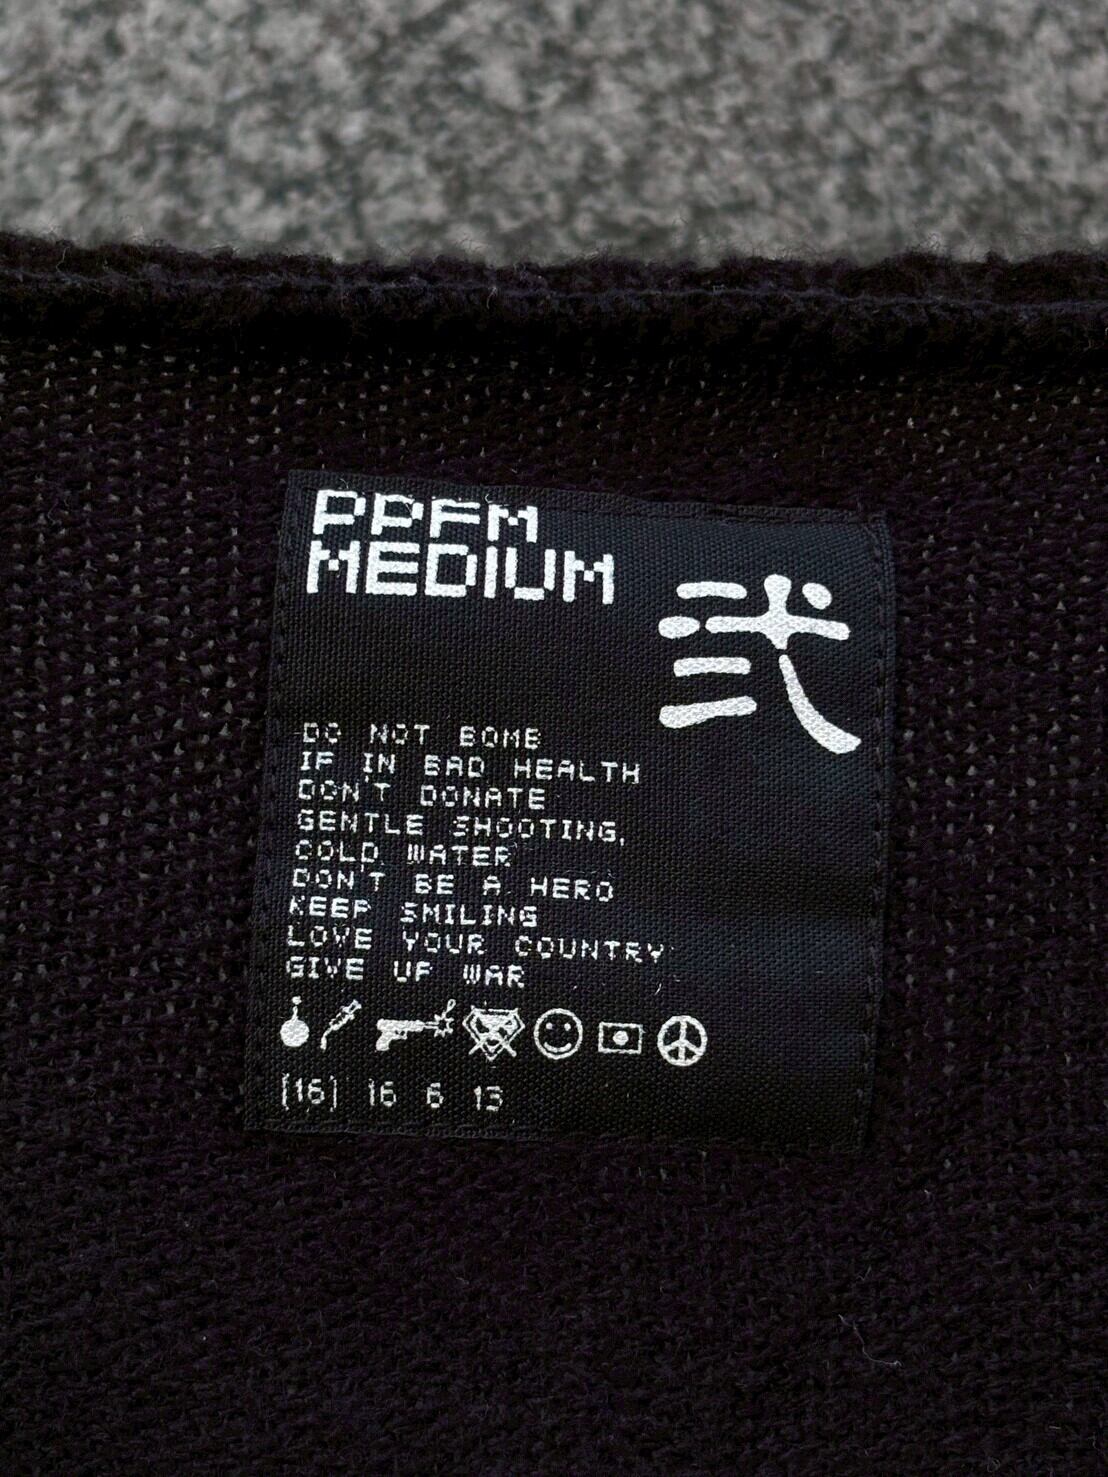 PPFM
MEDIUM
弐
DO NOT BOMB
IF IN BAD HEALTH
DON'T DONATE
GENTLE SHOOTING,
COLD WATER
DON'T BE A HERO
KEEP SMILING
LOVE YOUR COUNTRY
GIVE UP WAR
(16) 16 6 13